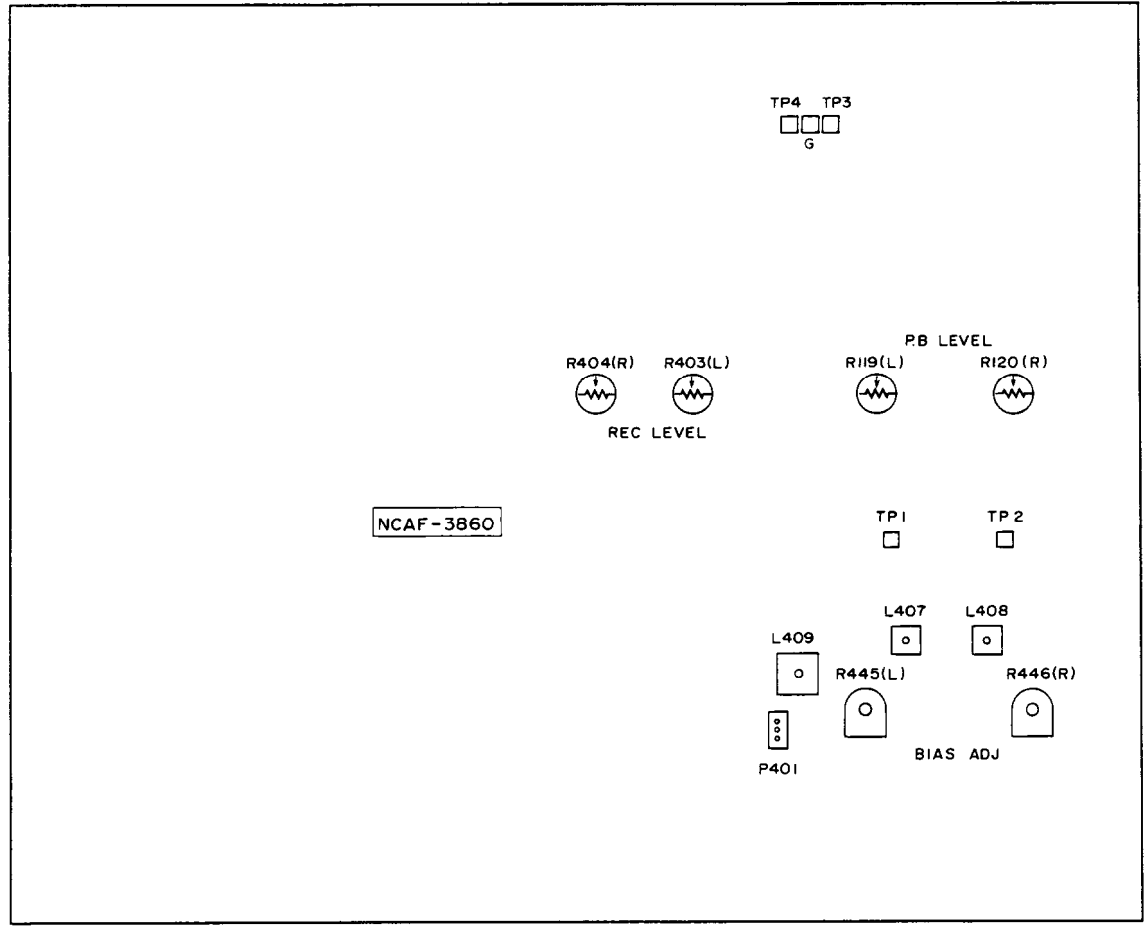 TP4 TP3
G
P.B LEVEL
R404(R) R403(L) R119(L) R120(R)
REC LEVEL
NCAF-3860
TP1 TP2
L407 L408
L409
R445(L) R446(R)
BIAS ADJ
P401